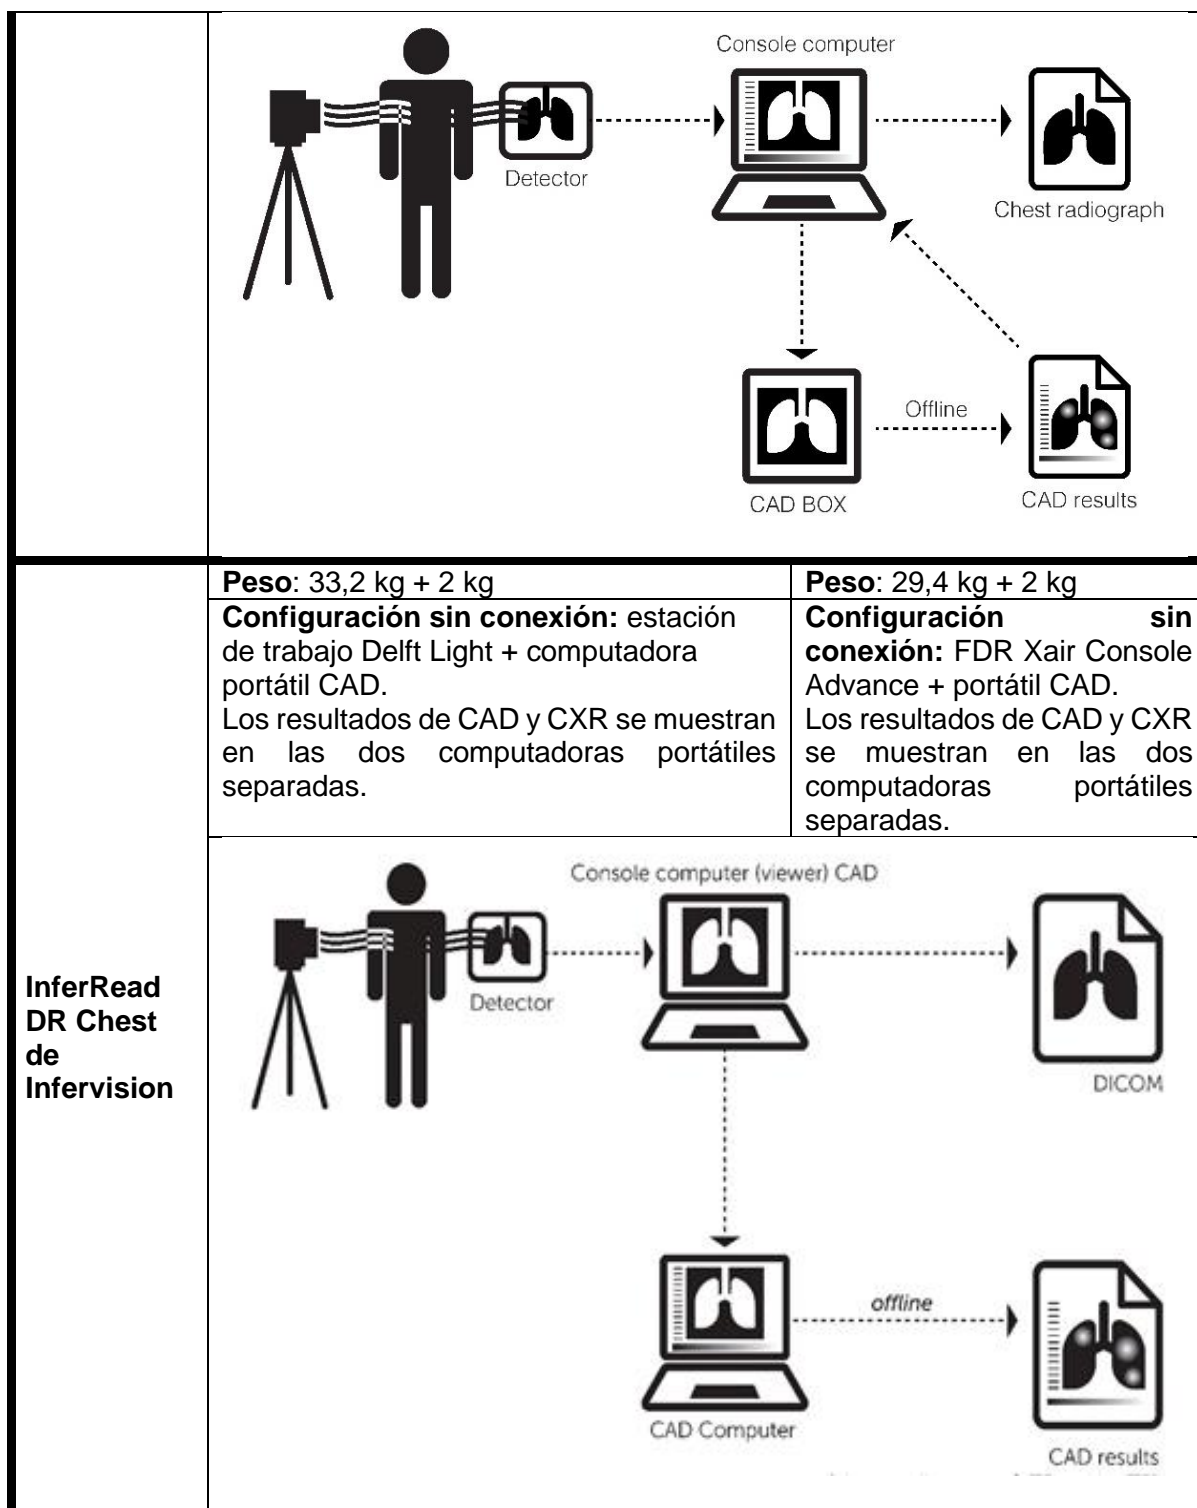 Console computer
Detector
Chest radiograph
Offline
CAD BOX
CAD results
Peso: 33,2 kg + 2 kg
Peso: 29,4 kg + 2 kg
Configuración sin conexión: estación
de trabajo Delft Light + computadora
portátil CAD.
Los resultados de CAD y CXR se muestran
en las dos computadoras portátiles
separadas.
Configuración sin
conexión: FDR Xair Console
Advance + portátil CAD.
Los resultados de CAD y CXR
se muestran en las dos
computadoras portátiles
separadas.
InferRead
DR Chest
de
Infervision
Console computer (viewer) CAD
Detector
DICOM
offline
CAD Computer
CAD results